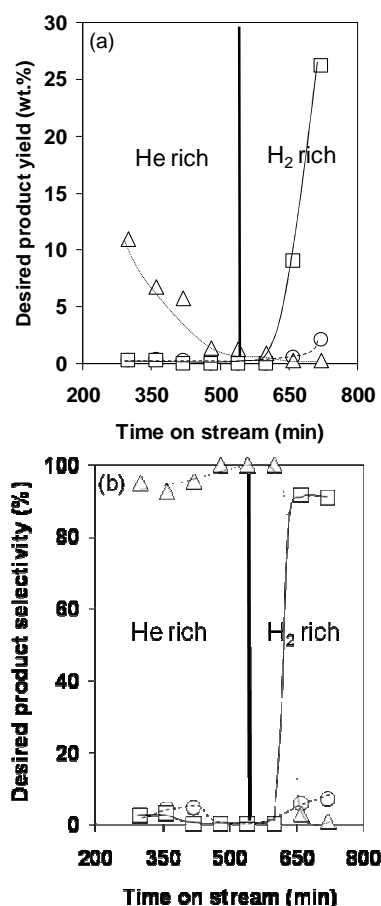 (a)
30
25
20
15
10
5
0
Desired product yield (wt.%)
He rich
H₂ rich
200 350 500 650 800
Time on stream (min)
(b)
100
80
60
40
20
0
Desired product selectivity (%)
He rich
H₂ rich
200 350 500 650 800
Time on stream (min)